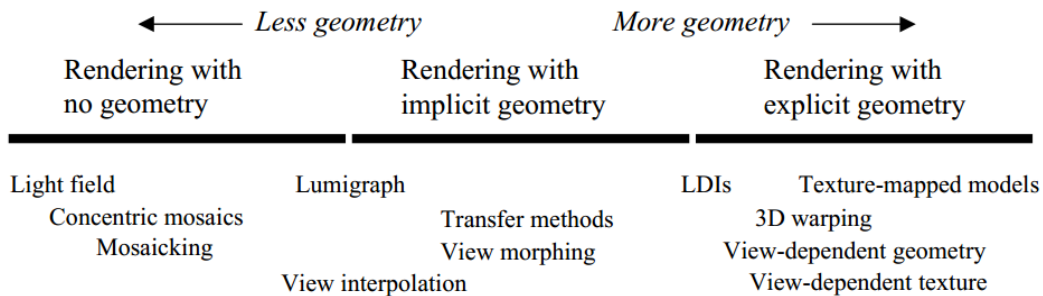 Less geometry More geometry
Rendering with no geometry
Rendering with implicit geometry
Rendering with explicit geometry
Light field Lumigraph LDIs Texture-mapped models
Concentric mosaics Transfer methods 3D warping
Mosaicking View morphing View-dependent geometry
View interpolation View-dependent texture